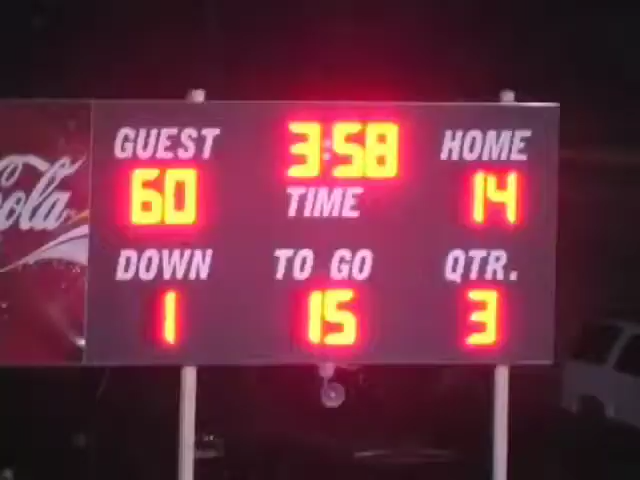 GUEST 3:58 HOME
60 TIME 14
DOWN TO GO QTR.
1 15 3
ola